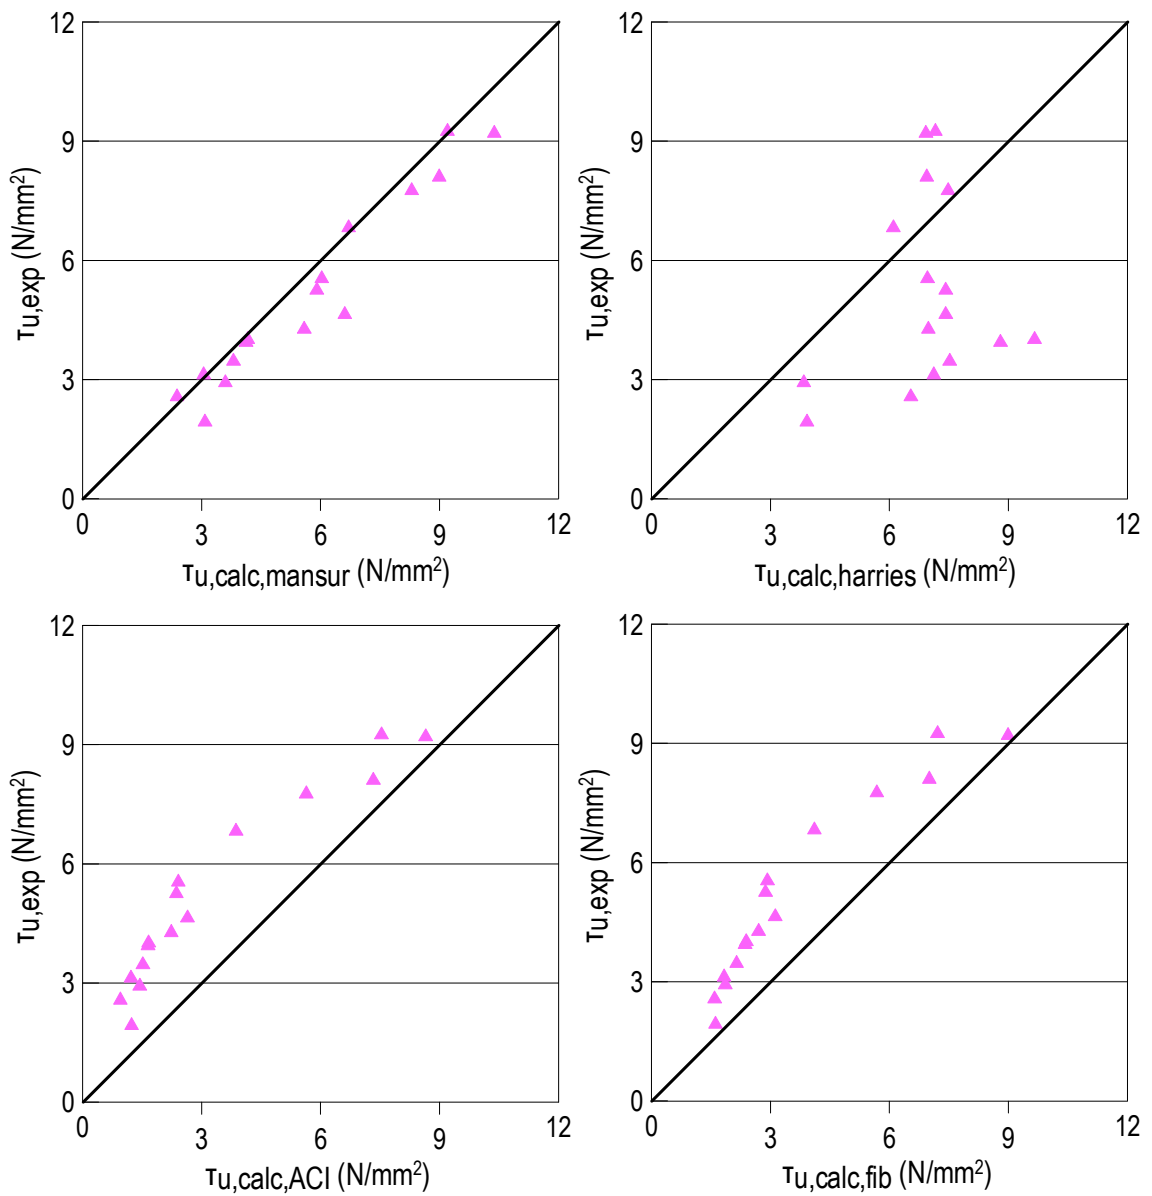 12
9
6
3
0
τu,exp (N/mm²)
0 3 6 9 12
τu,calc,mansur (N/mm²)
12
9
6
3
0
τu,exp (N/mm²)
0 3 6 9 12
τu,calc,harries (N/mm²)
12
9
6
3
0
τu,exp (N/mm²)
0 3 6 9 12
τu,calc,ACI (N/mm²)
12
9
6
3
0
τu,exp (N/mm²)
0 3 6 9 12
τu,calc,fib (N/mm²)